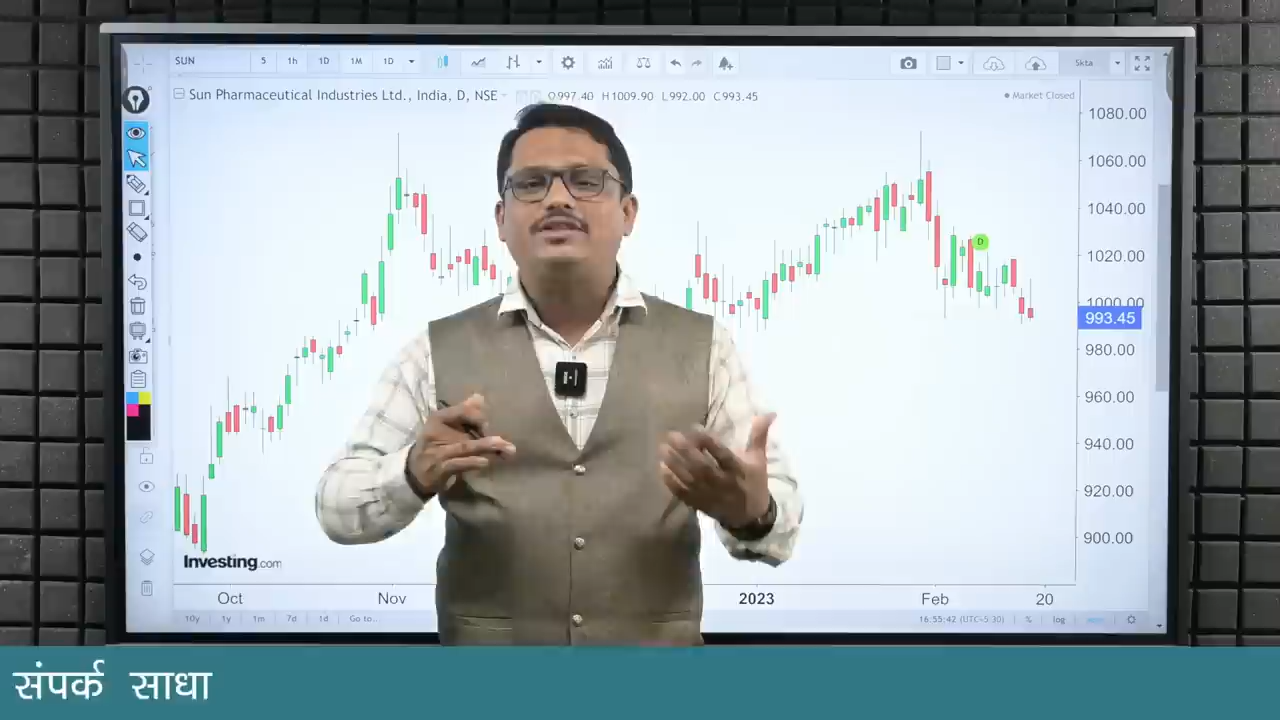 SUN 5 1h 1D 1M 1D 5kta
Sun Pharmaceutical Industries Ltd., India, D, NSE O997.40 H1009.90 L992.00 C993.45
Market Closed
1080.00
1060.00
1040.00
D
1020.00
1000.00
993.45
980.00
960.00
940.00
920.00
900.00
Investing.com
Oct Nov 2023 Feb 20
10y 1y 1m 7d 1d Go to... 16:55:42 (UTC+5:30) % log
संपर्क साधा